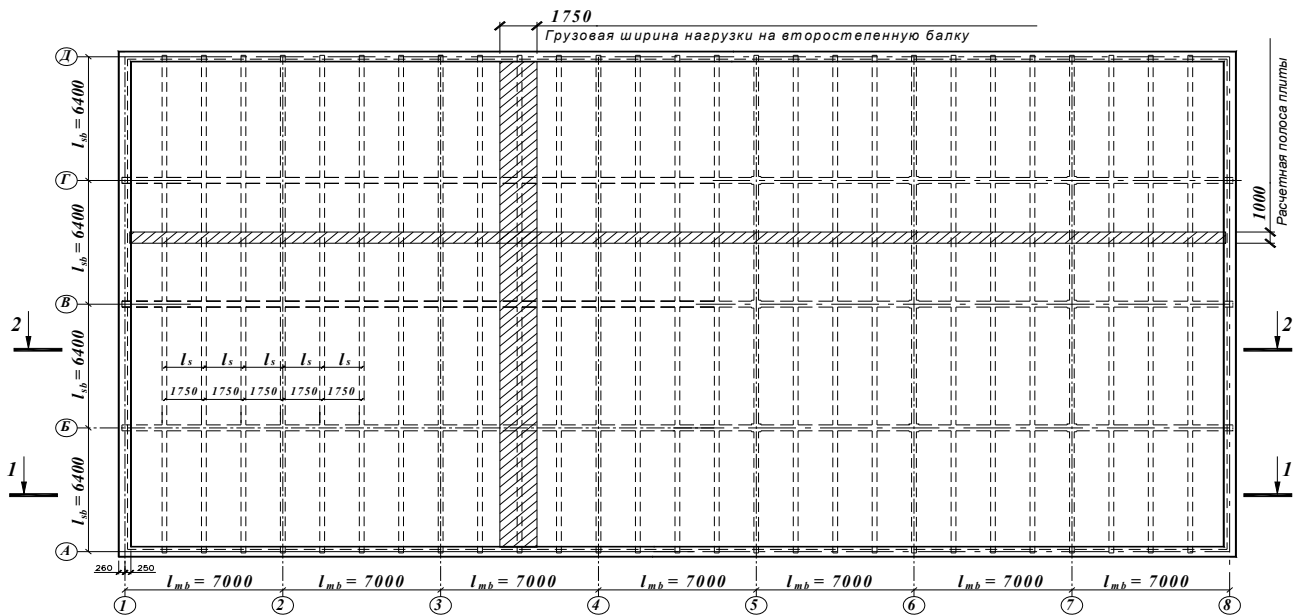 1750
Грузовая ширина нагрузки на второстепенную балку
Д
l_sb = 6400
Г
1000
Расчетная полоса плиты
l_sb = 6400
В
2
2
l_s l_s l_s l_s l_s
1750 1750 1750 1750 1750
l_sb = 6400
Б
1
1
l_sb = 6400
А
260 250
l_mb = 7000 l_mb = 7000 l_mb = 7000 l_mb = 7000 l_mb = 7000 l_mb = 7000 l_mb = 7000
1 2 3 4 5 6 7 8